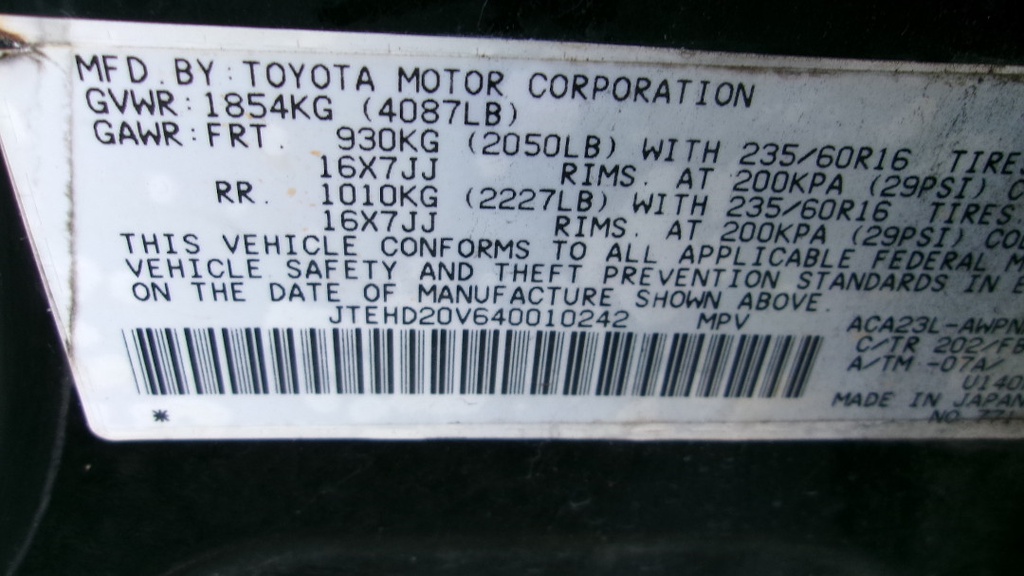 MFD. BY: TOYOTA MOTOR CORPORATION
GVWR: 1854KG (4087LB)
GAWR: FRT. 930KG (2050LB) WITH 235/60R16 TIRES
16X7JJ RIMS. AT 200KPA (29PSI) C
RR. 1010KG (2227LB) WITH 235/60R16 TIRES.
16X7JJ RIMS. AT 200KPA (29PSI) COL
THIS VEHICLE CONFORMS TO ALL APPLICABLE FEDERAL M
VEHICLE SAFETY AND THEFT PREVENTION STANDARDS IN E
ON THE DATE OF MANUFACTURE SHOWN ABOVE.
JTEHD20V640010242 MPV
ACA23L-AWPN
C/TR 202/FB
A/TM -07A/
U140
MADE IN JAPAN
*
NO. 771